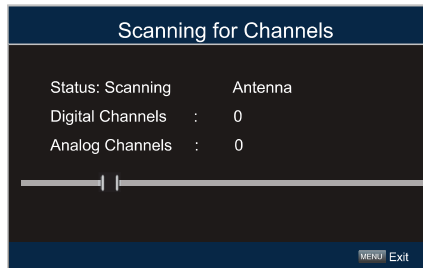 Scanning for Channels
Status: Scanning Antenna
Digital Channels : 0
Analog Channels : 0
MENU Exit